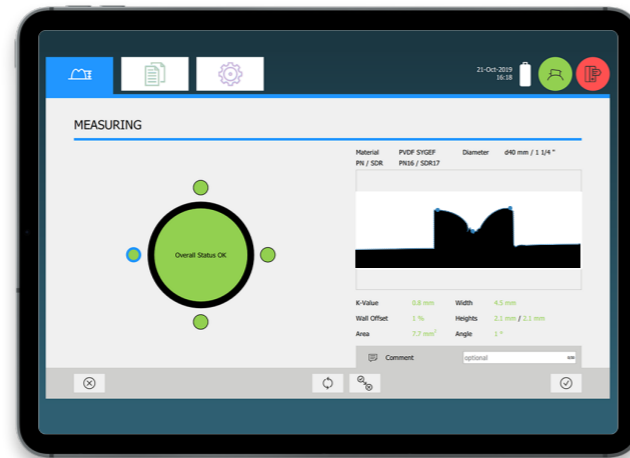 21-Oct-2019
16:18
MEASURING
Material PVDF SYGEF Diameter d40 mm / 1 1/4 "
PN / SDR PN16 / SDR17
Overall Status OK
K-Value 0.8 mm Width 4.5 mm
Wall Offset 1 % Heights 2.1 mm / 2.1 mm
Area 7.7 mm² Angle 1 °
Comment optional